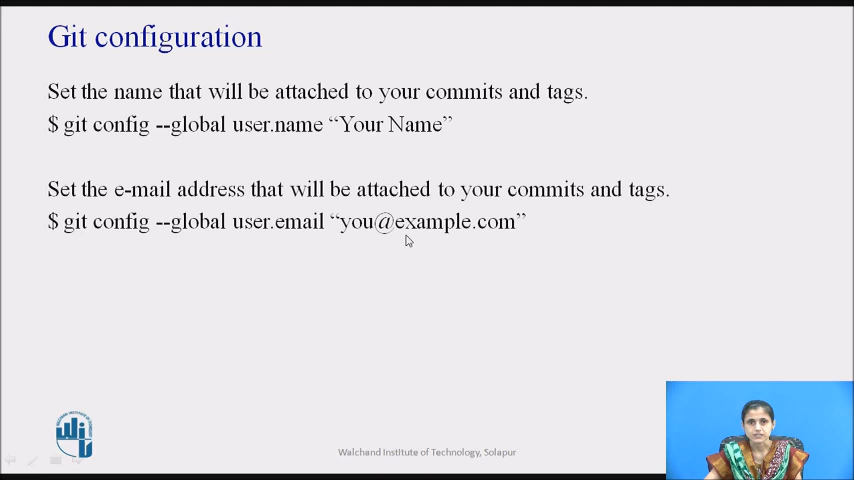 Git configuration
Set the name that will be attached to your commits and tags.
$ git config --global user.name “Your Name”
Set the e-mail address that will be attached to your commits and tags.
$ git config --global user.email “you@example.com”
Walchand Institute of Technology, Solapur